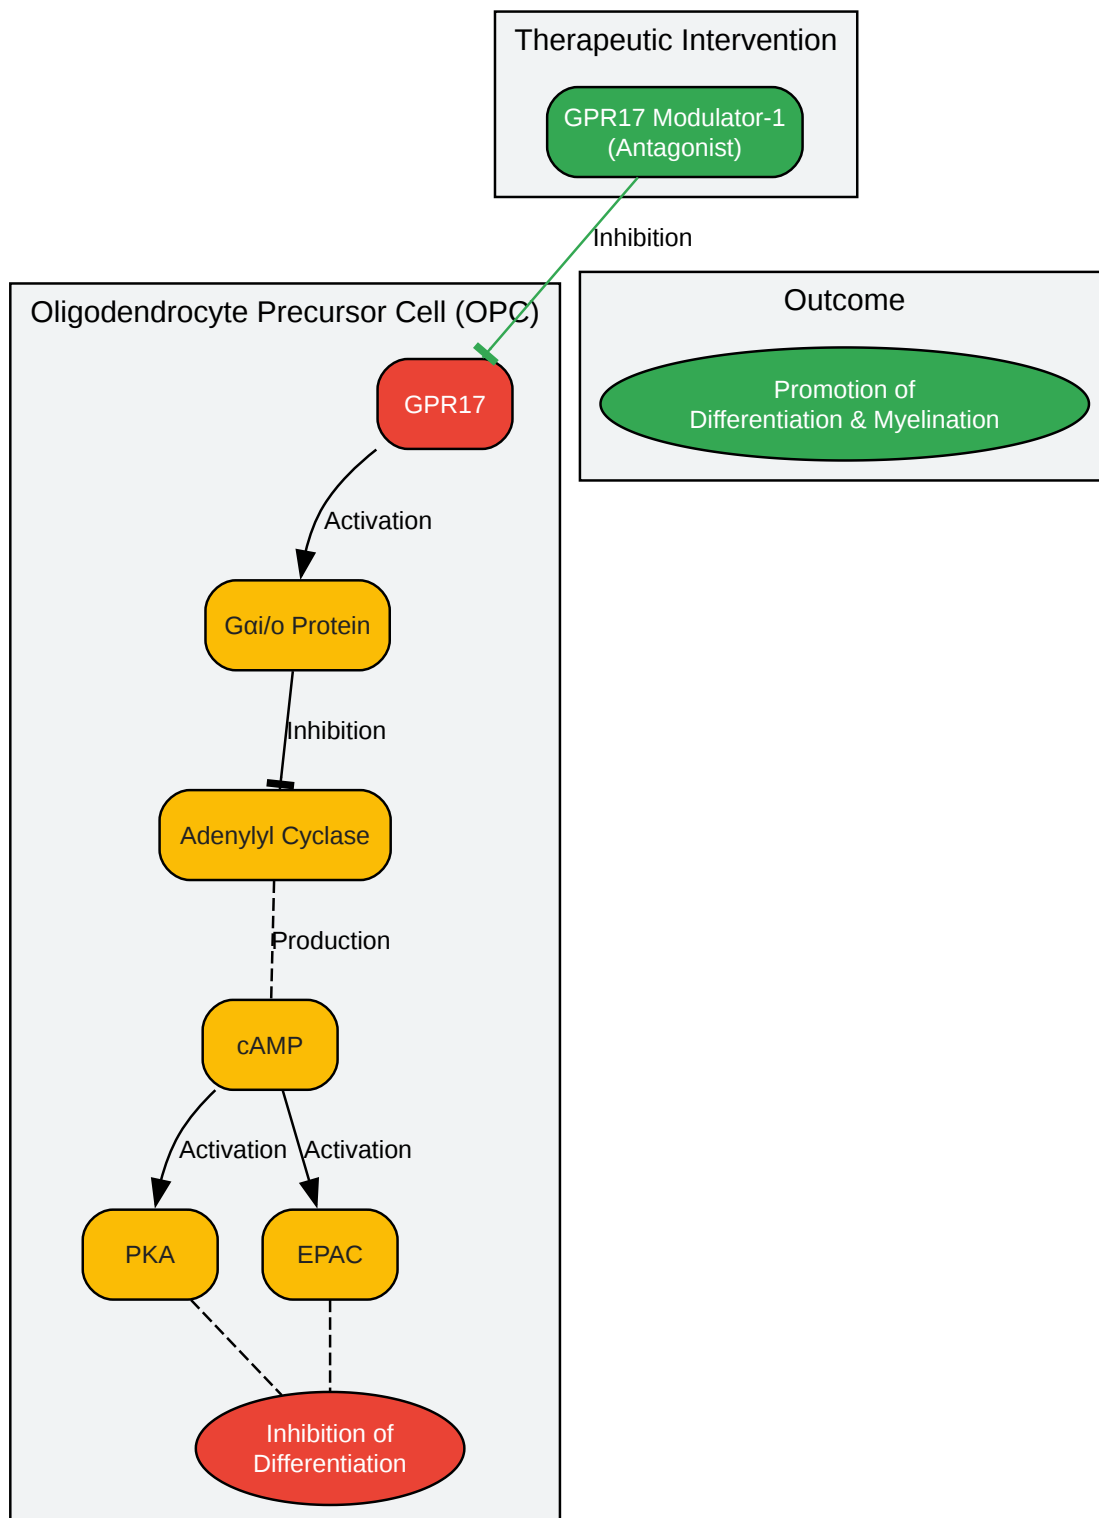 Therapeutic Intervention
GPR17 Modulator-1
(Antagonist)
Inhibition
Oligodendrocyte Precursor Cell (OPC)
Outcome
GPR17
Promotion of
Differentiation & Myelination
Activation
Gαi/o Protein
Inhibition
Adenylyl Cyclase
Production
cAMP
Activation
Activation
PKA
EPAC
Inhibition of
Differentiation